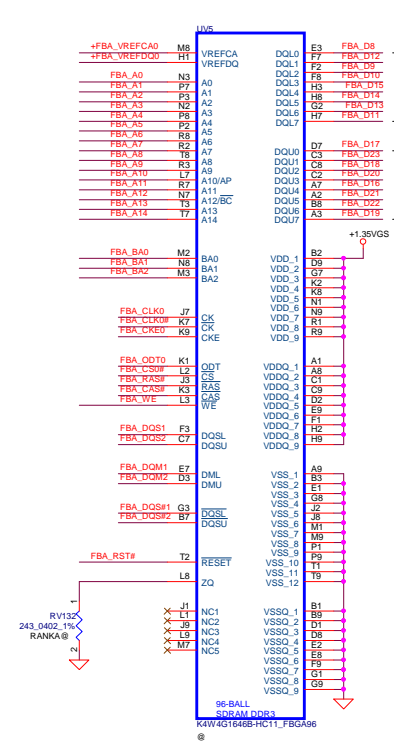 UV5
+FBA_VREFCA0 M8 VREFCA
+FBA_VREFDQ0 H1 VREFDQ
FBA_A0 N3 A0
FBA_A1 P7 A1
FBA_A2 P3 A2
FBA_A3 N2 A3
FBA_A4 P8 A4
FBA_A5 P2 A5
FBA_A6 R8 A6
FBA_A7 R2 A7
FBA_A8 T8 A8
FBA_A9 R3 A9
FBA_A10 L7 A10/AP
FBA_A11 R7 A11
FBA_A12 N7 A12/BC
FBA_A13 T3 A13
FBA_A14 T7 A14
FBA_BA0 M2 BA0
FBA_BA1 N8 BA1
FBA_BA2 M3 BA2
FBA_CLK0 J7 CK
FBA_CLK0# K7 CK
FBA_CKE0 K9 CKE
FBA_ODT0 K1 ODT
FBA_CS0# L2 CS
FBA_RAS# J3 RAS
FBA_CAS# K3 CAS
FBA_WE L3 WE
FBA_DQS1 F3 DQSL
FBA_DQS2 C7 DQSU
FBA_DQM1 E7 DML
FBA_DQM2 D3 DMU
FBA_DQS#1 G3 DQSL
FBA_DQS#2 B7 DQSU
FBA_RST# T2 RESET
L8 ZQ
1
RV132
243_0402_1%
RANKA@
2
J1 NC1
L1 NC2
J9 NC3
L9 NC4
M7 NC5
DQL0 E3 FBA_D8
DQL1 F7 FBA_D12
DQL2 F2 FBA_D9
DQL3 F8 FBA_D10
DQL4 H3 FBA_D15
DQL5 H8 FBA_D14
DQL6 G2 FBA_D13
DQL7 H7 FBA_D11
DQU0 D7 FBA_D17
DQU1 C3 FBA_D23
DQU2 C8 FBA_D18
DQU3 C2 FBA_D20
DQU4 A7 FBA_D16
DQU5 A2 FBA_D21
DQU6 B8 FBA_D22
DQU7 A3 FBA_D19
+1.35VGS
VDD_1 B2
VDD_2 D9
VDD_3 G7
VDD_4 K2
VDD_5 K8
VDD_6 N1
VDD_7 N9
VDD_8 R1
VDD_9 R9
VDDQ_1 A1
VDDQ_2 A8
VDDQ_3 C1
VDDQ_4 C9
VDDQ_5 D2
VDDQ_6 E9
VDDQ_7 F1
VDDQ_8 H2
VDDQ_9 H9
VSS_1 A9
VSS_2 B3
VSS_3 E1
VSS_4 G8
VSS_5 J2
VSS_6 J8
VSS_7 M1
VSS_8 M9
VSS_9 P1
VSS_10 P9
VSS_11 T1
VSS_12 T9
VSSQ_1 B1
VSSQ_2 B9
VSSQ_3 D1
VSSQ_4 D8
VSSQ_5 E2
VSSQ_6 E8
VSSQ_7 F9
VSSQ_8 G1
VSSQ_9 G9
96-BALL
SDRAM DDR3
K4W4G1646B-HC11_FBGA96
@